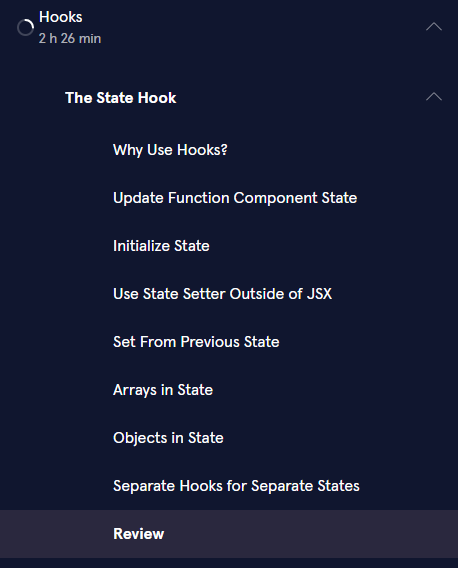 Hooks
2 h 26 min
The State Hook
Why Use Hooks?
Update Function Component State
Initialize State
Use State Setter Outside of JSX
Set From Previous State
Arrays in State
Objects in State
Separate Hooks for Separate States
Review